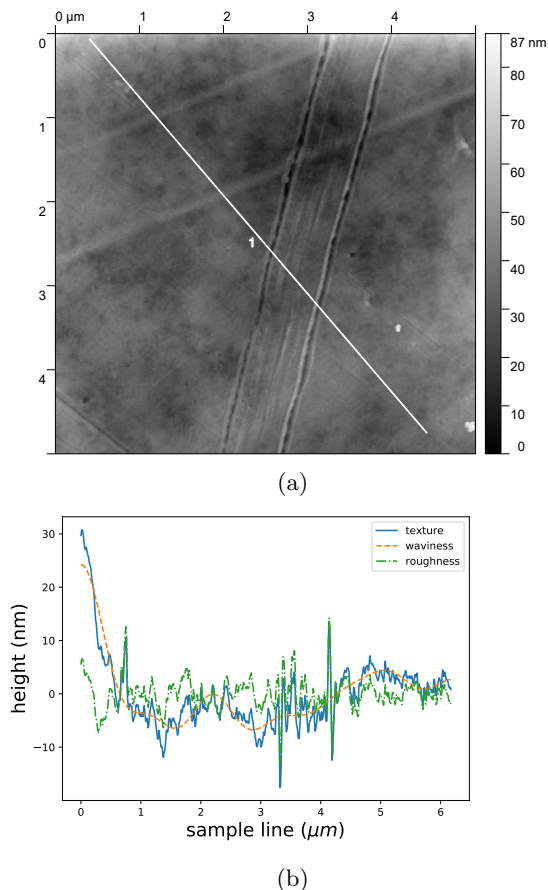 0 µm 1 2 3 4
0
1
2
3
4
1
87 nm
80
70
60
50
40
30
20
10
0
(a)
texture
waviness
roughness
30
20
10
0
−10
height (nm)
0 1 2 3 4 5 6
sample line (μm)
(b)